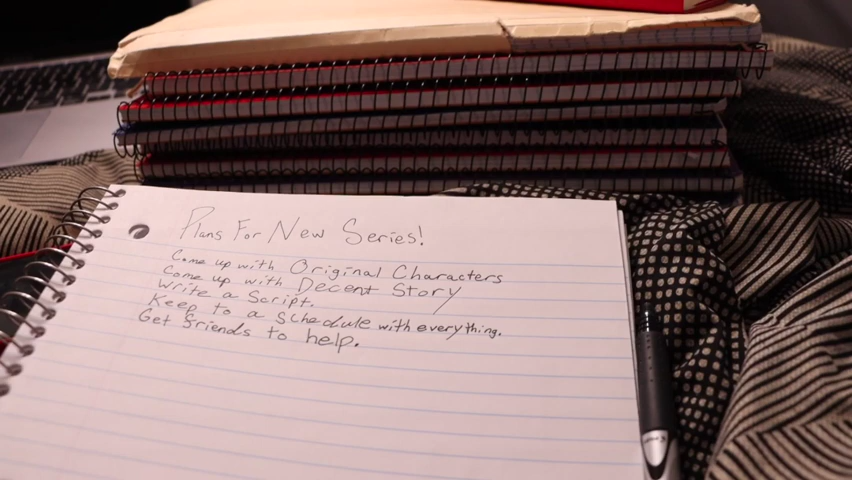 Plans For New Series!
Come up with Original Characters
Come up with Decent Story
Write a Script.
Keep to a schedule with everything.
Get friends to help.